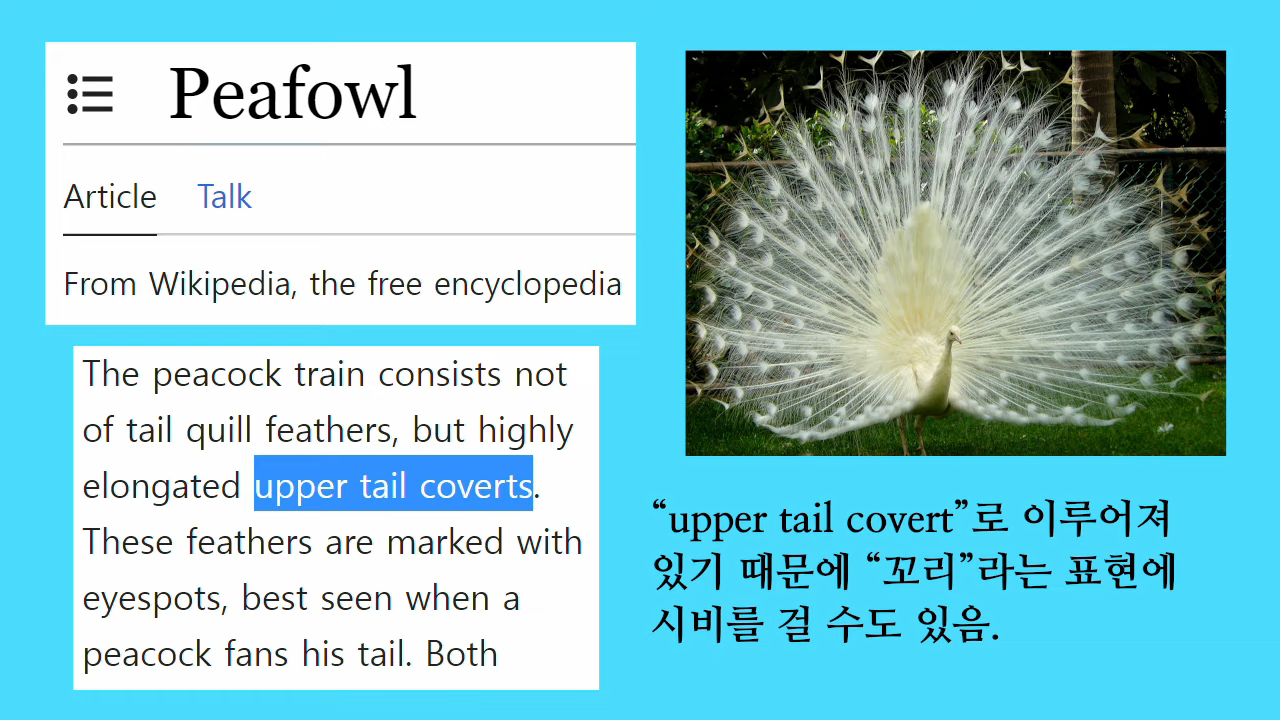 Peafowl
Article Talk
From Wikipedia, the free encyclopedia
The peacock train consists not
of tail quill feathers, but highly
elongated upper tail coverts.
These feathers are marked with
eyespots, best seen when a
peacock fans his tail. Both
“upper tail covert”로 이루어져
있기 때문에 “꼬리”라는 표현에
시비를 걸 수도 있음.